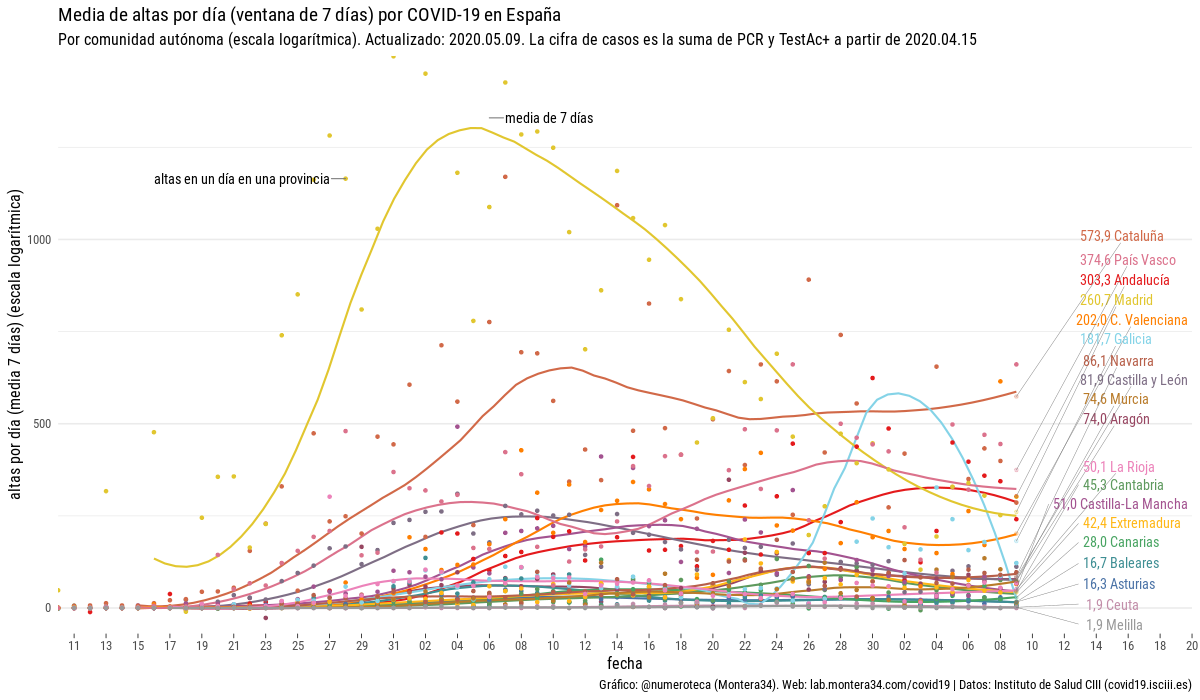 Media de altas por día (ventana de 7 días) por COVID-19 en España
Por comunidad autónoma (escala logarítmica). Actualizado: 2020.05.09. La cifra de casos es la suma de PCR y TestAc+ a partir de 2020.04.15
altas por día (media 7 días) (escala logarítmica)
media de 7 días
altas en un día en una provincia
1000
500
0
573,9 Cataluña
374,6 País Vasco
303,3 Andalucía
260,7 Madrid
202,0 C. Valenciana
181,7 Galicia
86,1 Navarra
81,9 Castilla y León
74,6 Murcia
74,0 Aragón
50,1 La Rioja
45,3 Cantabria
51,0 Castilla-La Mancha
42,4 Extremadura
28,0 Canarias
16,7 Baleares
16,3 Asturias
1,9 Ceuta
1,9 Melilla
11 13 15 17 19 21 23 25 27 29 31 02 04 06 08 10 12 14 16 18 20 22 24 26 28 30 02 04 06 08 10 12 14 16 18 20
fecha
Gráfico: @numeroteca (Montera34). Web: lab.montera34.com/covid19 | Datos: Instituto de Salud CIII (covid19.isciii.es)